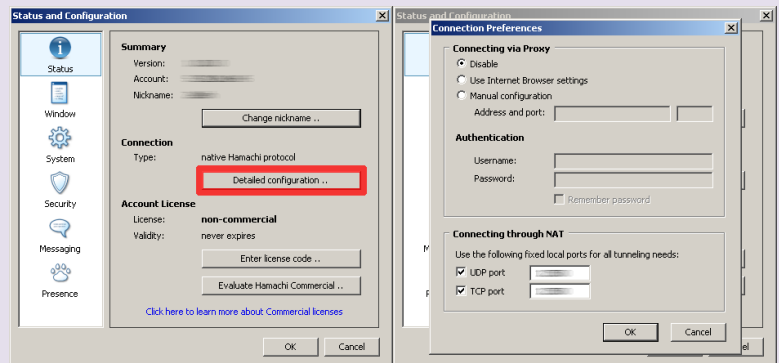 Status and Configuration
Status
Window
System
Security
Messaging
Presence
Summary
Version:
Account:
Nickname:
Change nickname ..
Connection
Type: native Hamachi protocol
Detailed configuration ..
Account License
License: non-commercial
Validity: never expires
Enter license code ..
Evaluate Hamachi Commercial ..
Click here to learn more about Commercial licenses
OK Cancel
Status and Configuration
Connection Preferences
Connecting via Proxy
Disable
Use Internet Browser settings
Manual configuration
Address and port:
Authentication
Username:
Password:
Remember password
Connecting through NAT
Use the following fixed local ports for all tunneling needs:
UDP port
TCP port
OK Cancel